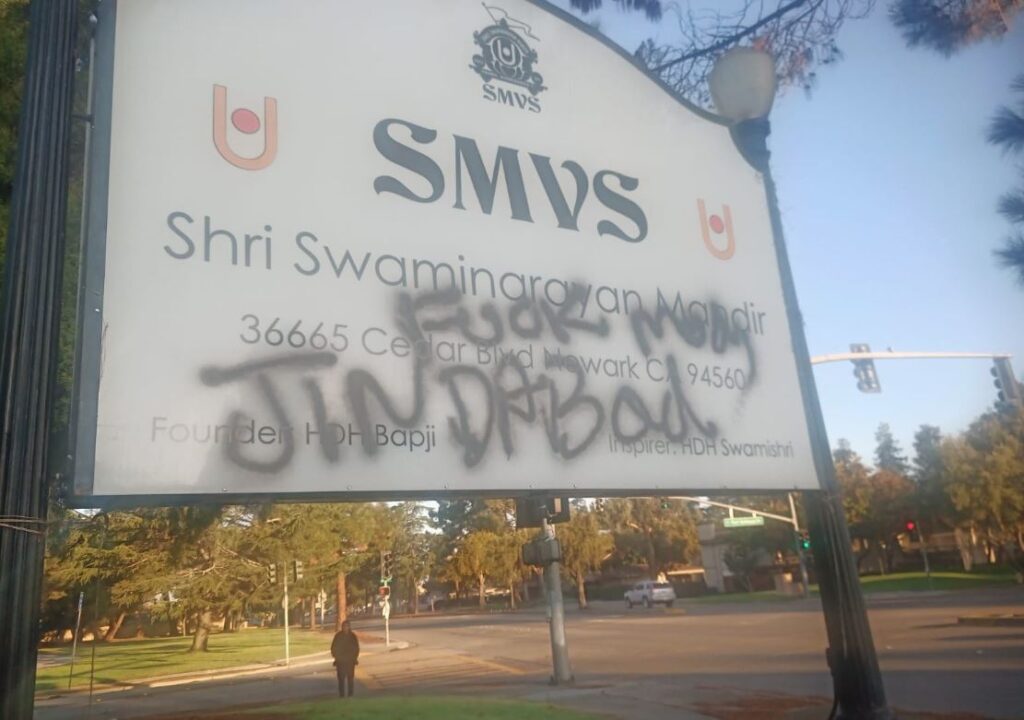 SMVS
SMVS
Shri Swaminarayan Mandir
FUCK MODy
36665 Cedar Blvd Newark CA 94560
JINDABad
Founder: HDH Bapji
Inspirer: HDH Swamishri